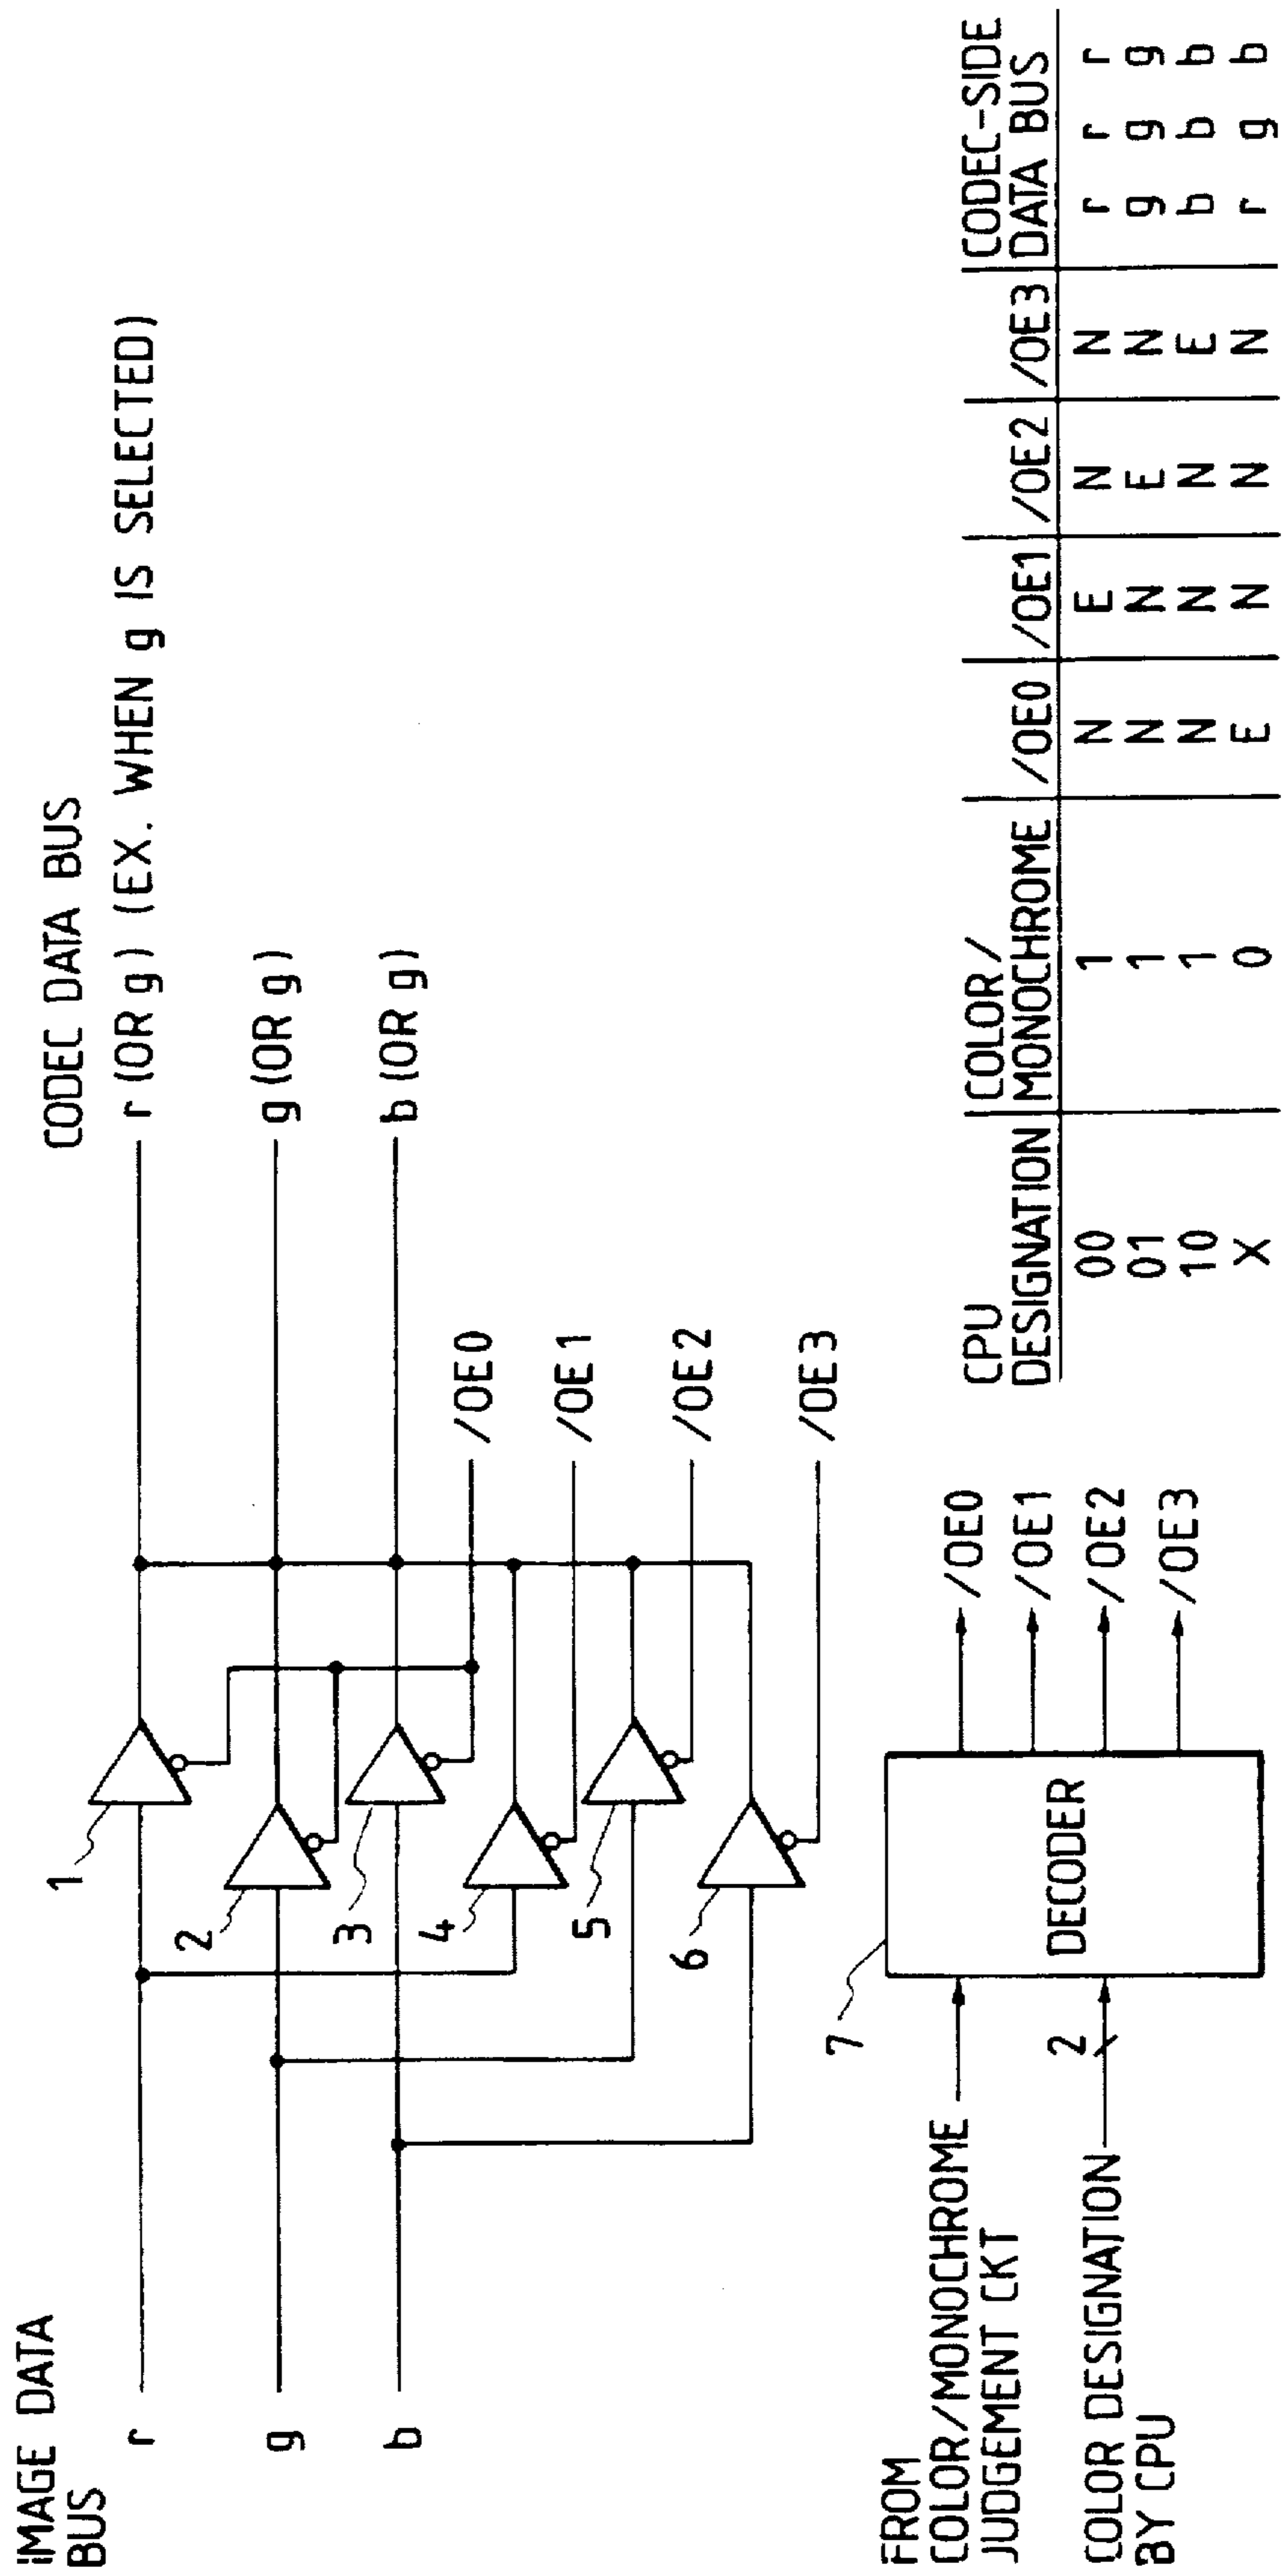 IMAGE DATA
BUS
CODEC DATA BUS
r
r (OR g) (EX. WHEN g IS SELECTED)
g
g (OR g)
b
b (OR g)
1
2
3
4
5
6
/OE0
/OE1
/OE2
/OE3
7
FROM
COLOR/MONOCHROME
JUDGEMENT CKT
COLOR DESIGNATION
BY CPU
2
DECODER
/OE0
/OE1
/OE2
/OE3
CPU DESIGNATION COLOR/MONOCHROME /OE0 /OE1 /OE2 /OE3 CODEC-SIDE DATA BUS
00 1 N E N N r r r
01 1 N N E N g g g
10 1 N N N E b b b
X 0 E N N N r g b